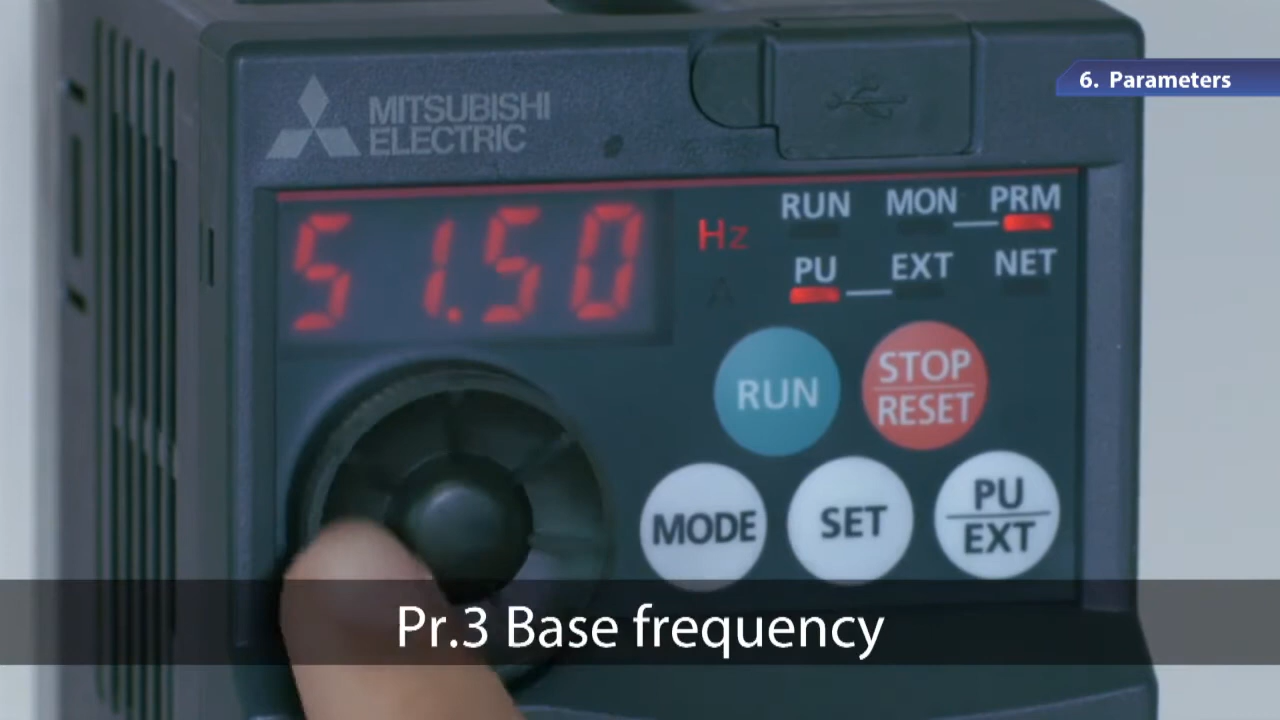 6. Parameters
MITSUBISHI
ELECTRIC
51.50
Hz
A
RUN MON PRM
PU EXT NET
RUN
STOP
RESET
MODE
SET
PU
EXT
Pr.3 Base frequency